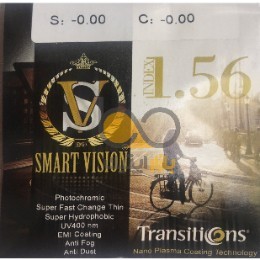 S: -0.00 C: -0.00
INDEX 1.56
SV
SMART VISION
Photochromic
Super Fast Change Thin
Super Hydrophobic
UV400 nm
EMI Coating
Anti Fog
Anti Dust
Transitions
Nano Plasma Coating Technology